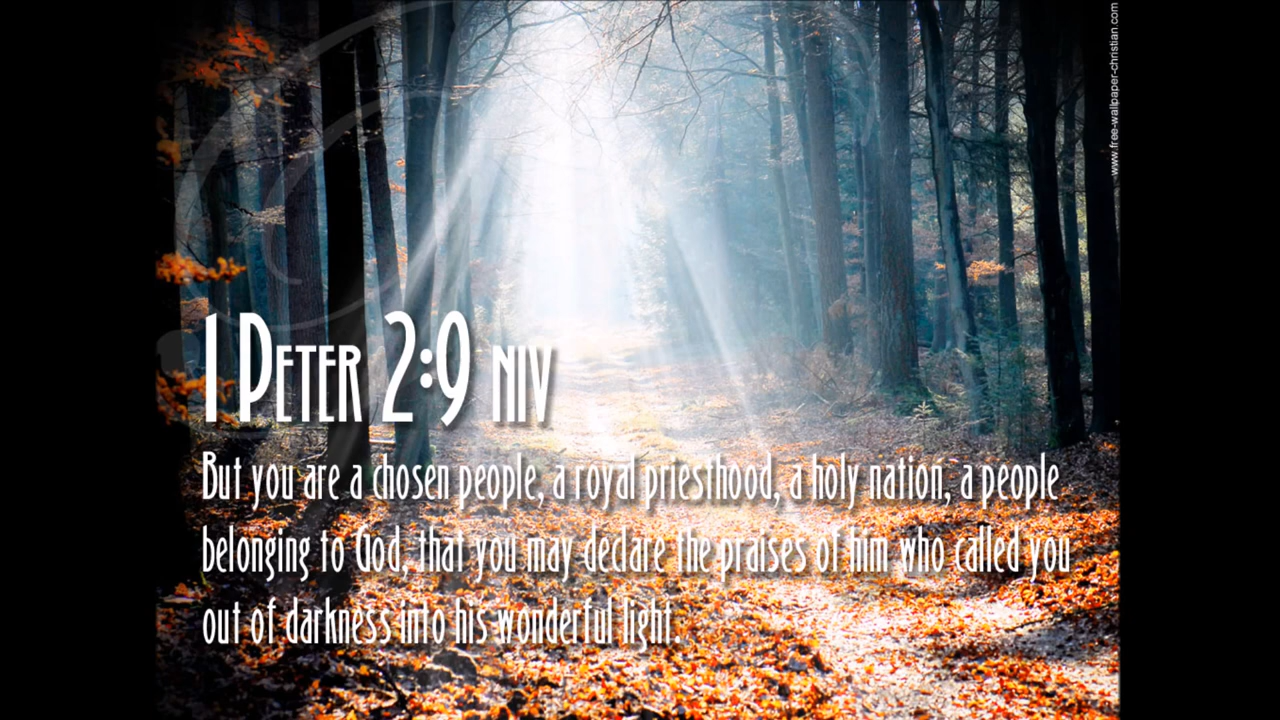 www.free-wallpaper-christian.com
1 Peter 2:9 NIV
But you are a chosen people, a royal priesthood, a holy nation, a people
belonging to God, that you may declare the praises of him who called you
out of darkness into his wonderful light.